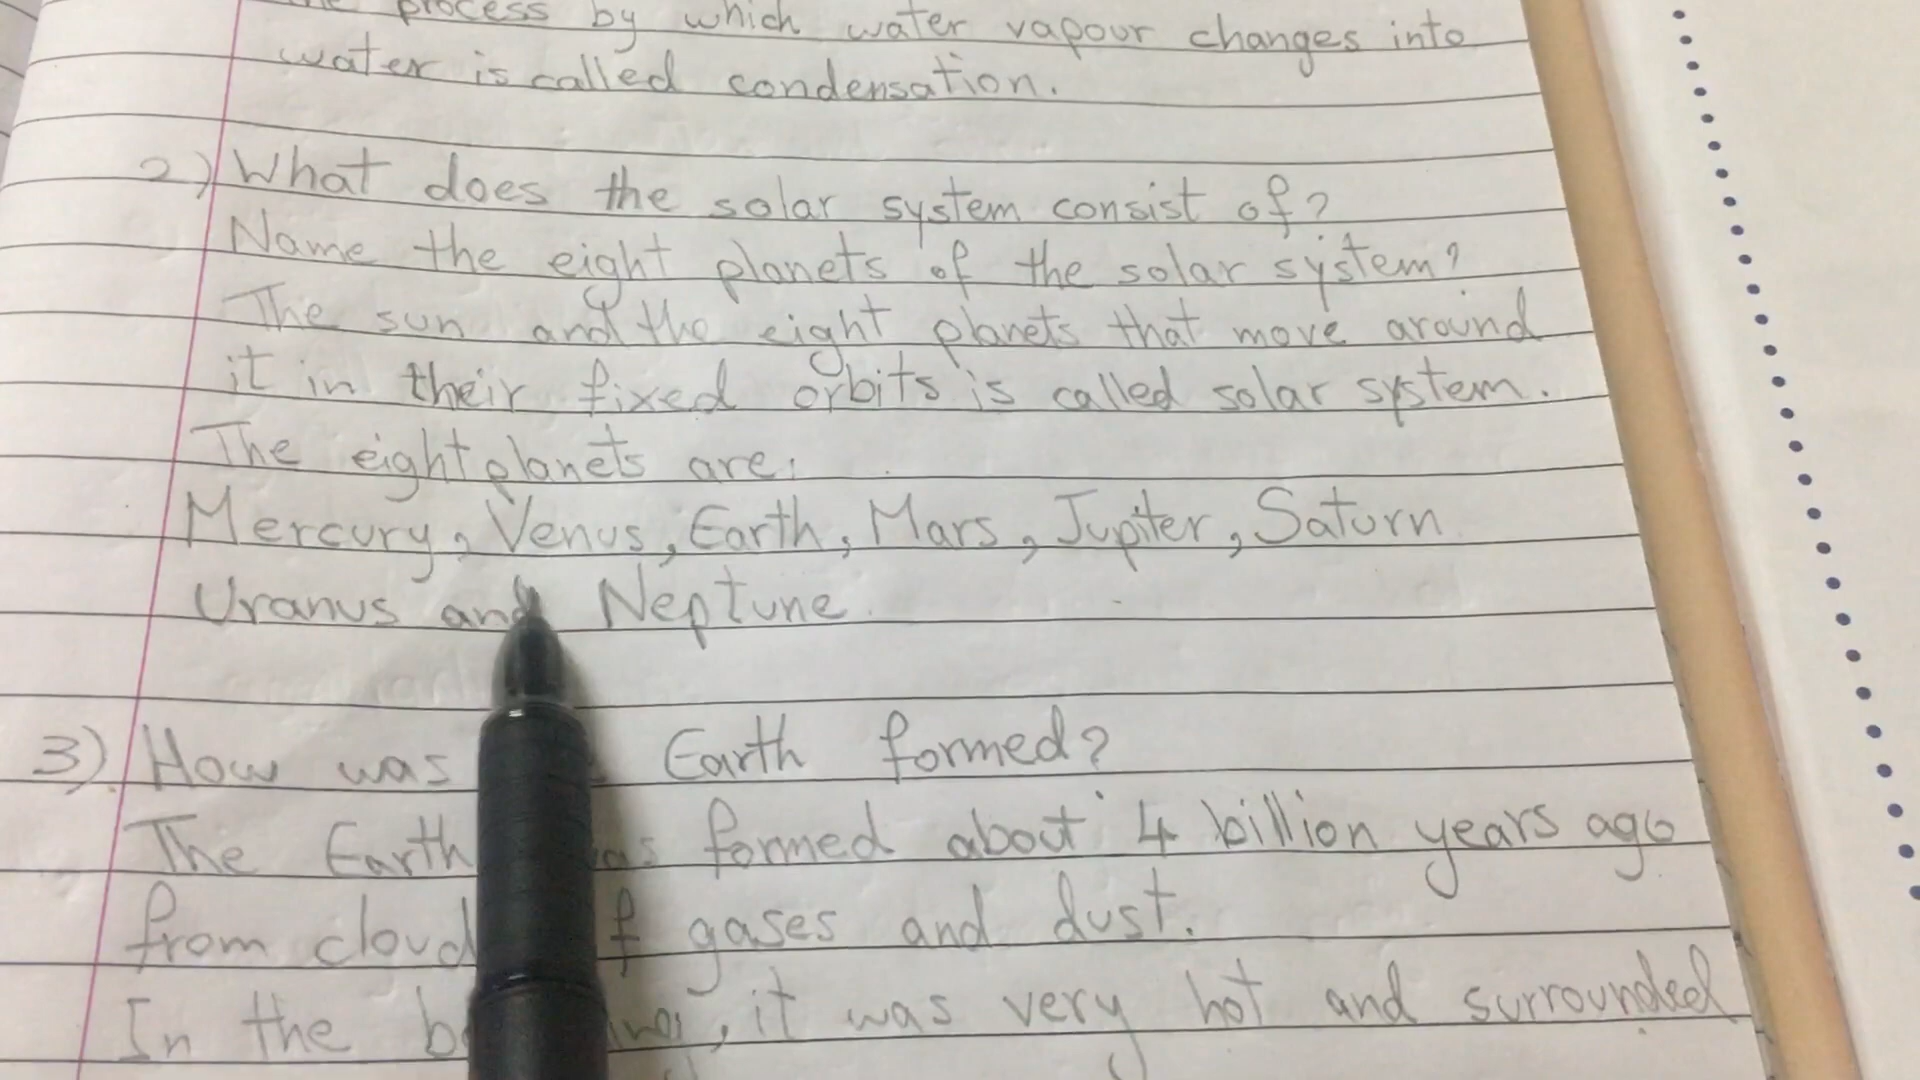 process by which water vapour changes into
water is called condensation.
2) What does the solar system consist of?
Name the eight planets of the solar system?
The sun and the eight planets that move around
it in their fixed orbits is called solar system.
The eight planets are:
Mercury, Venus, Earth, Mars, Jupiter, Saturn
Uranus and Neptune.
3) How was Earth formed?
The Earth was formed about 4 billion years ago
from cloud of gases and dust.
In the it was very hot and surrounded